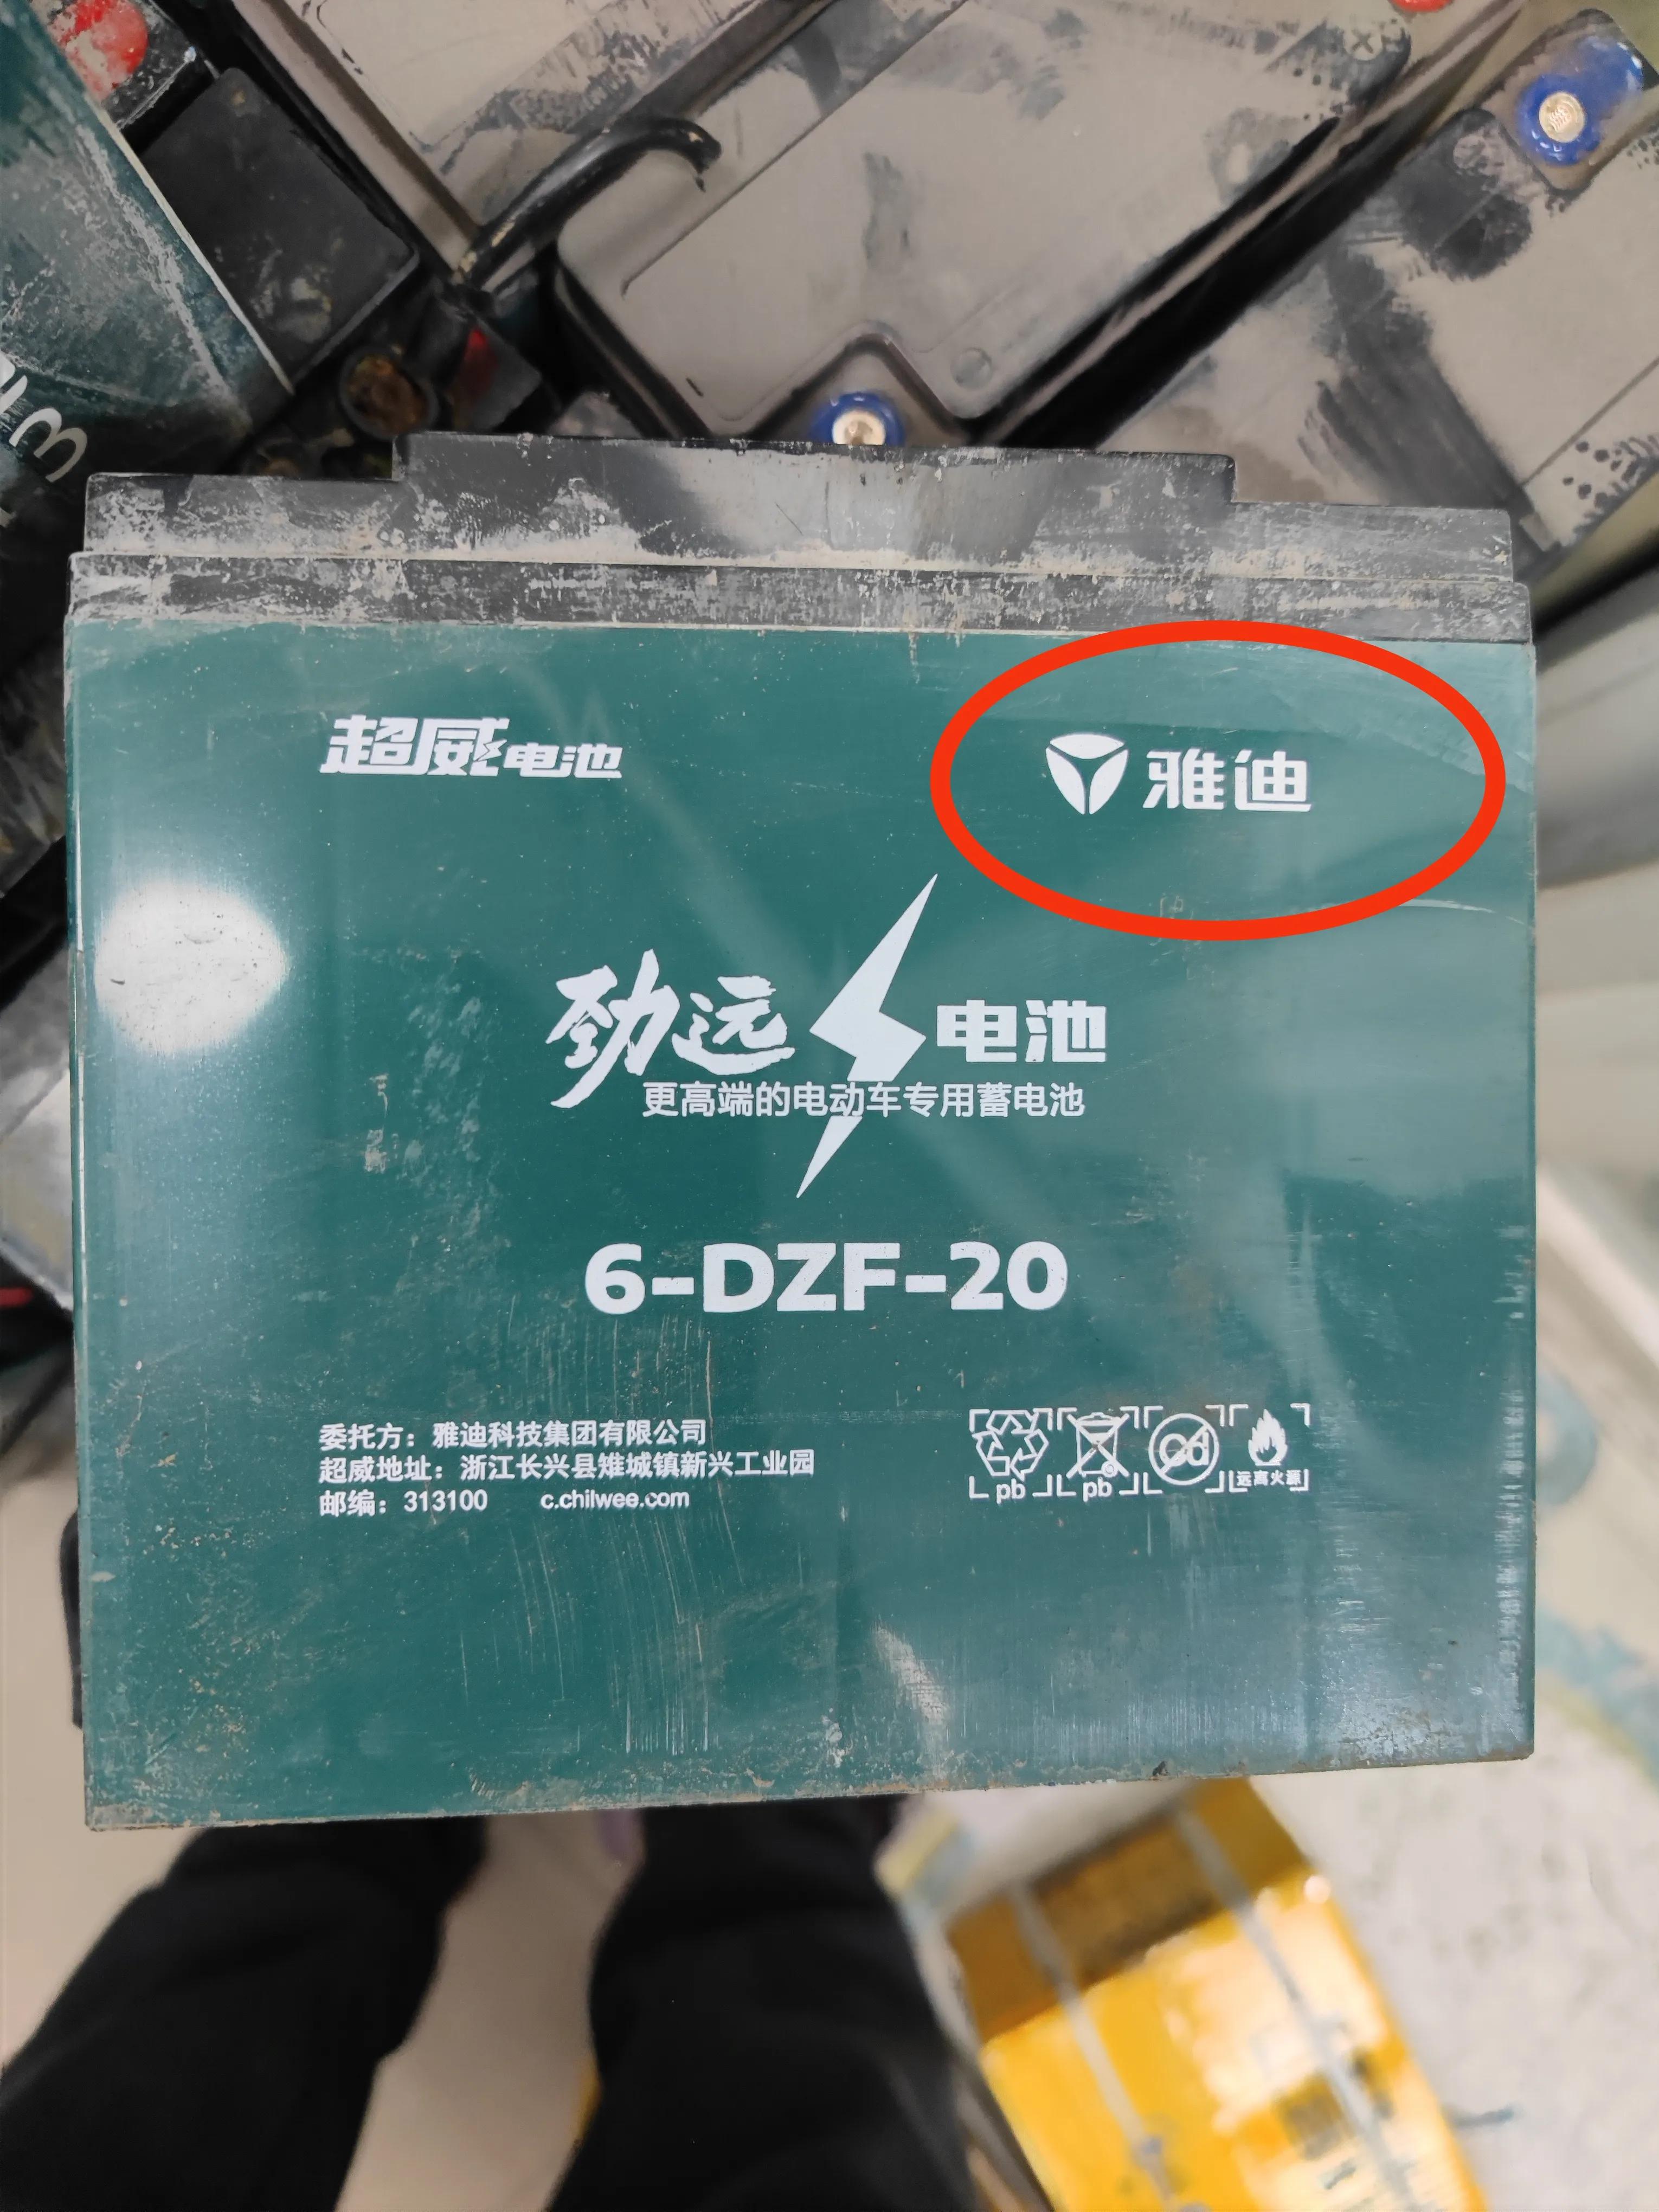 超威电池
雅迪
劲远电池
更高端的电动车专用蓄电池
6-DZF-20
委托方：雅迪科技集团有限公司
超威地址：浙江长兴县雉城镇新兴工业园
邮编：313100 c.chilwee.com
pb pb Cd 远离火源